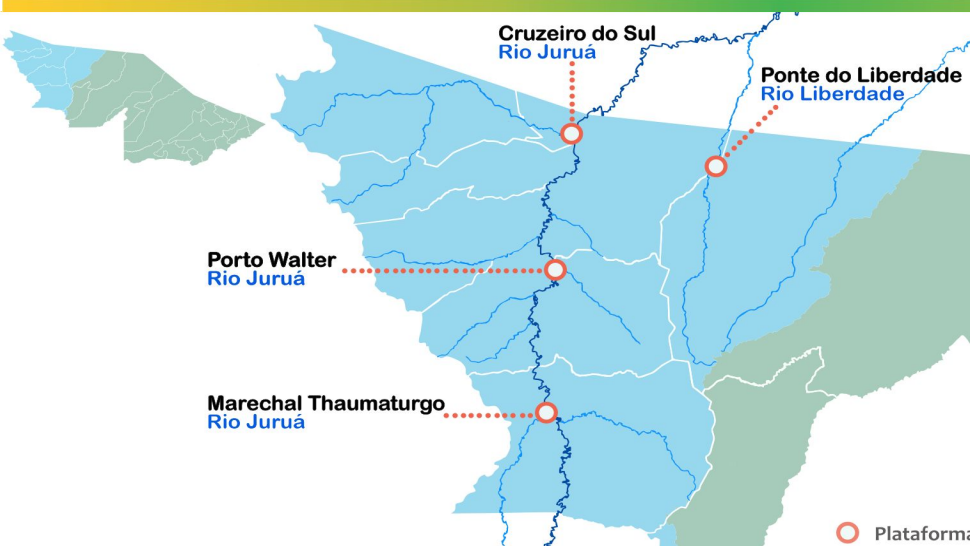 Cruzeiro do Sul
Rio Juruá
Ponte do Liberdade
Rio Liberdade
Porto Walter
Rio Juruá
Marechal Thaumaturgo
Rio Juruá
Plataforma